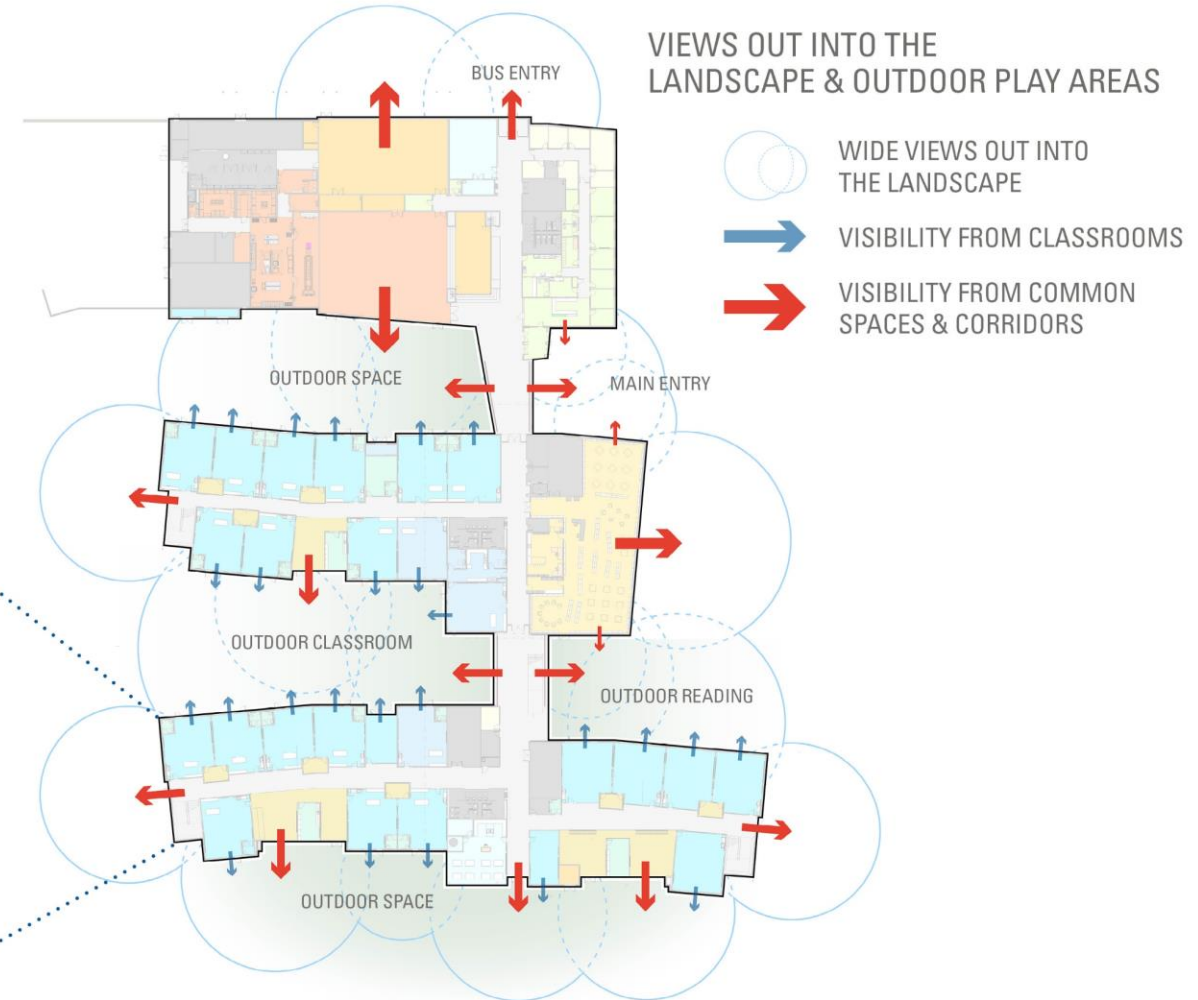 VIEWS OUT INTO THE
LANDSCAPE & OUTDOOR PLAY AREAS
WIDE VIEWS OUT INTO
THE LANDSCAPE
VISIBILITY FROM CLASSROOMS
VISIBILITY FROM COMMON
SPACES & CORRIDORS
BUS ENTRY
OUTDOOR SPACE
MAIN ENTRY
OUTDOOR CLASSROOM
OUTDOOR READING
OUTDOOR SPACE